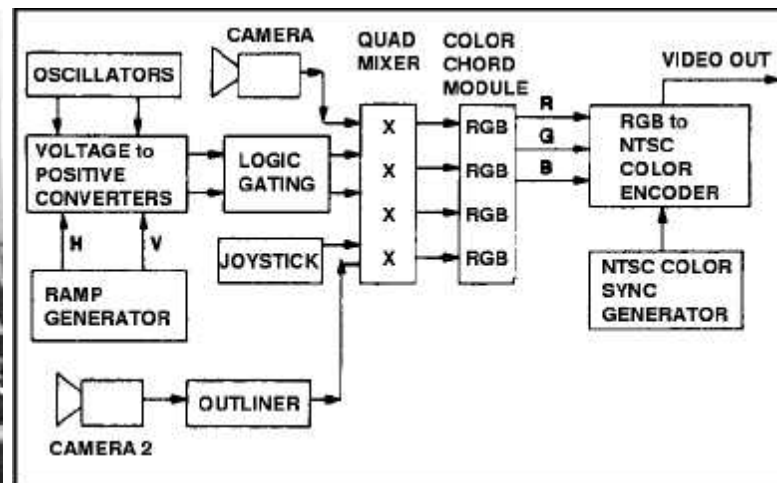 CAMERA
QUAD
MIXER
COLOR
CHORD
MODULE
VIDEO OUT
OSCILLATORS
R
G
B
RGB to
NTSC
COLOR
ENCODER
VOLTAGE to
POSITIVE
CONVERTERS
LOGIC
GATING
X
X
X
X
RGB
RGB
RGB
RGB
H
V
JOYSTICK
RAMP
GENERATOR
NTSC COLOR
SYNC
GENERATOR
OUTLINER
CAMERA 2